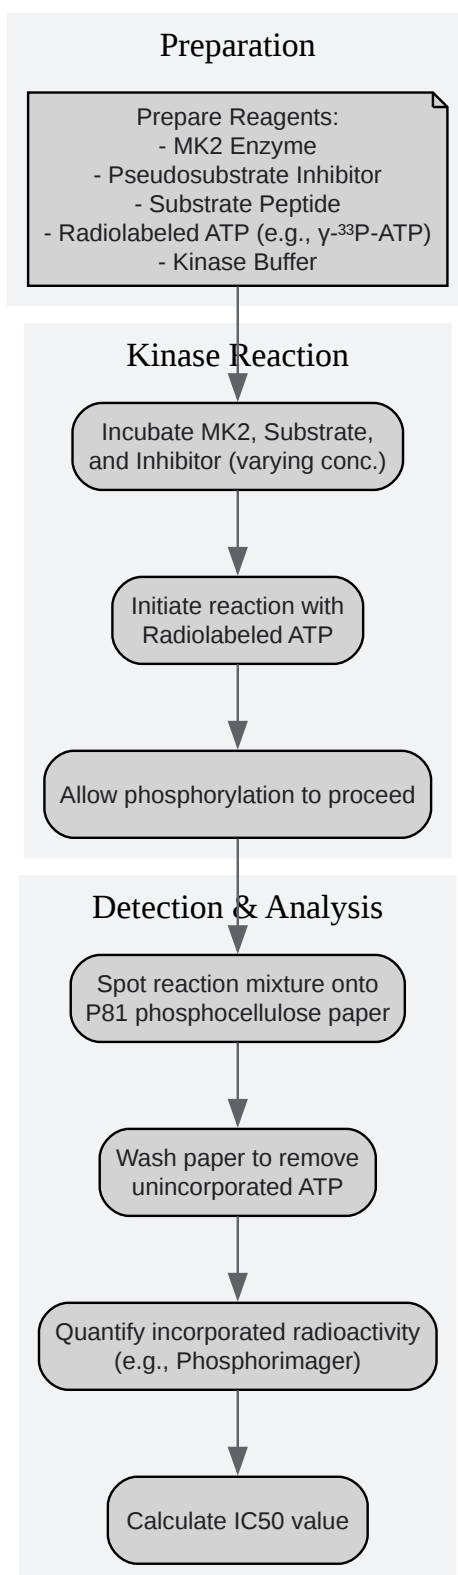 Preparation
Prepare Reagents:
- MK2 Enzyme
- Pseudosubstrate Inhibitor
- Substrate Peptide
- Radiolabeled ATP (e.g., γ-³³P-ATP)
- Kinase Buffer
Kinase Reaction
Incubate MK2, Substrate,
and Inhibitor (varying conc.)
Initiate reaction with
Radiolabeled ATP
Allow phosphorylation to proceed
Detection & Analysis
Spot reaction mixture onto
P81 phosphocellulose paper
Wash paper to remove
unincorporated ATP
Quantify incorporated radioactivity
(e.g., Phosphorimager)
Calculate IC50 value